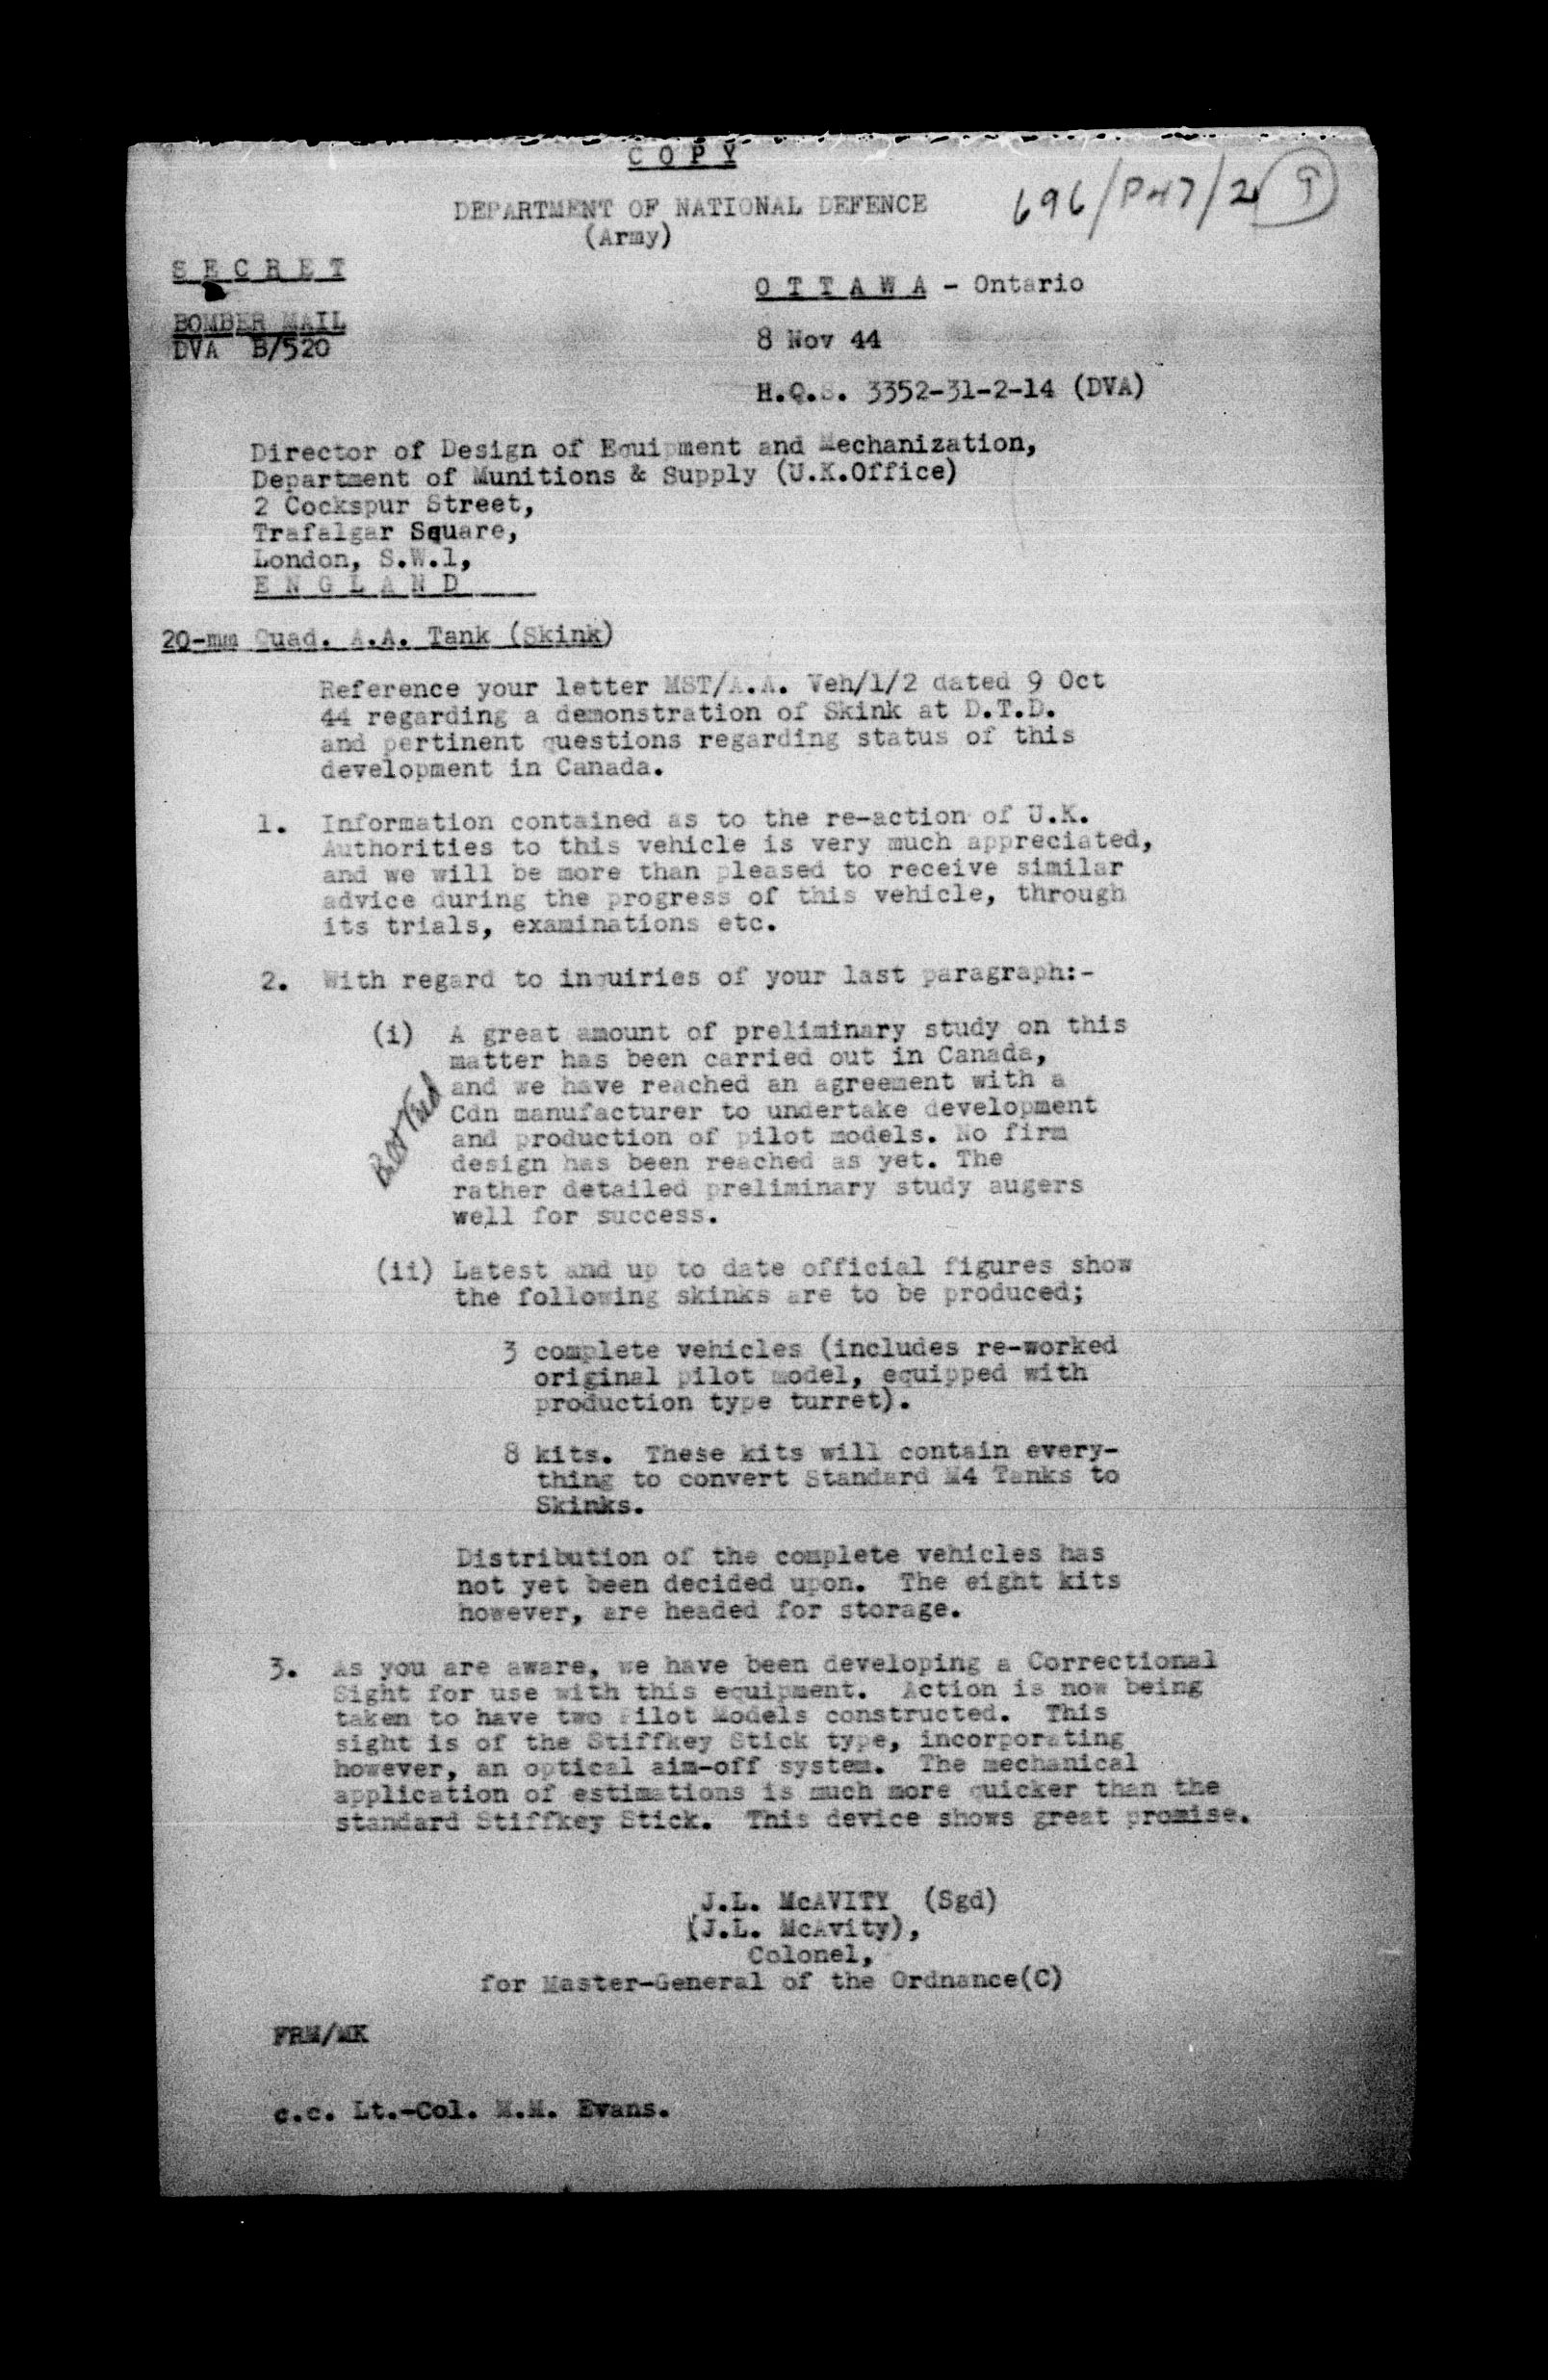 C O P Y
DEPARTMENT OF NATIONAL DEFENCE
(Army)
696/P47/2 9
S E C R E T
O T T A W A - Ontario
BOMBER MAIL
DVA B/520
8 Nov 44
H.Q.S. 3352-31-2-14 (DVA)
Director of Design of Equipment and Mechanization,
Department of Munitions & Supply (U.K.Office)
2 Cockspur Street,
Trafalgar Square,
London, S.W.1,
E N G L A N D
20-mm Quad. A.A. Tank (Skink)
Reference your letter MST/A.A. Veh/1/2 dated 9 Oct
44 regarding a demonstration of Skink at D.T.D.
and pertinent questions regarding status of this
development in Canada.
1. Information contained as to the re-action of U.K.
Authorities to this vehicle is very much appreciated,
and we will be more than pleased to receive similar
advice during the progress of this vehicle, through
its trials, examinations etc.
2. With regard to inquiries of your last paragraph:-
(i) A great amount of preliminary study on this
matter has been carried out in Canada,
and we have reached an agreement with a
Cdn manufacturer to undertake development
and production of pilot models. No firm
design has been reached as yet. The
rather detailed preliminary study augers
well for success.
(ii) Latest and up to date official figures show
the following skinks are to be produced;
3 complete vehicles (includes re-worked
original pilot model, equipped with
production type turret).
8 kits. These kits will contain every-
thing to convert Standard M4 Tanks to
Skinks.
Distribution of the complete vehicles has
not yet been decided upon. The eight kits
however, are headed for storage.
3. As you are aware, we have been developing a Correctional
Sight for use with this equipment. Action is now being
taken to have two Pilot Models constructed. This
sight is of the Stiffkey Stick type, incorporating
however, an optical aim-off system. The mechanical
application of estimations is much more quicker than the
standard Stiffkey Stick. This device shows great promise.
J.L. McAVITY (Sgd)
(J.L. McAvity),
Colonel,
for Master-General of the Ordnance(C)
FRM/MK
c.c. Lt.-Col. M.M. Evans.